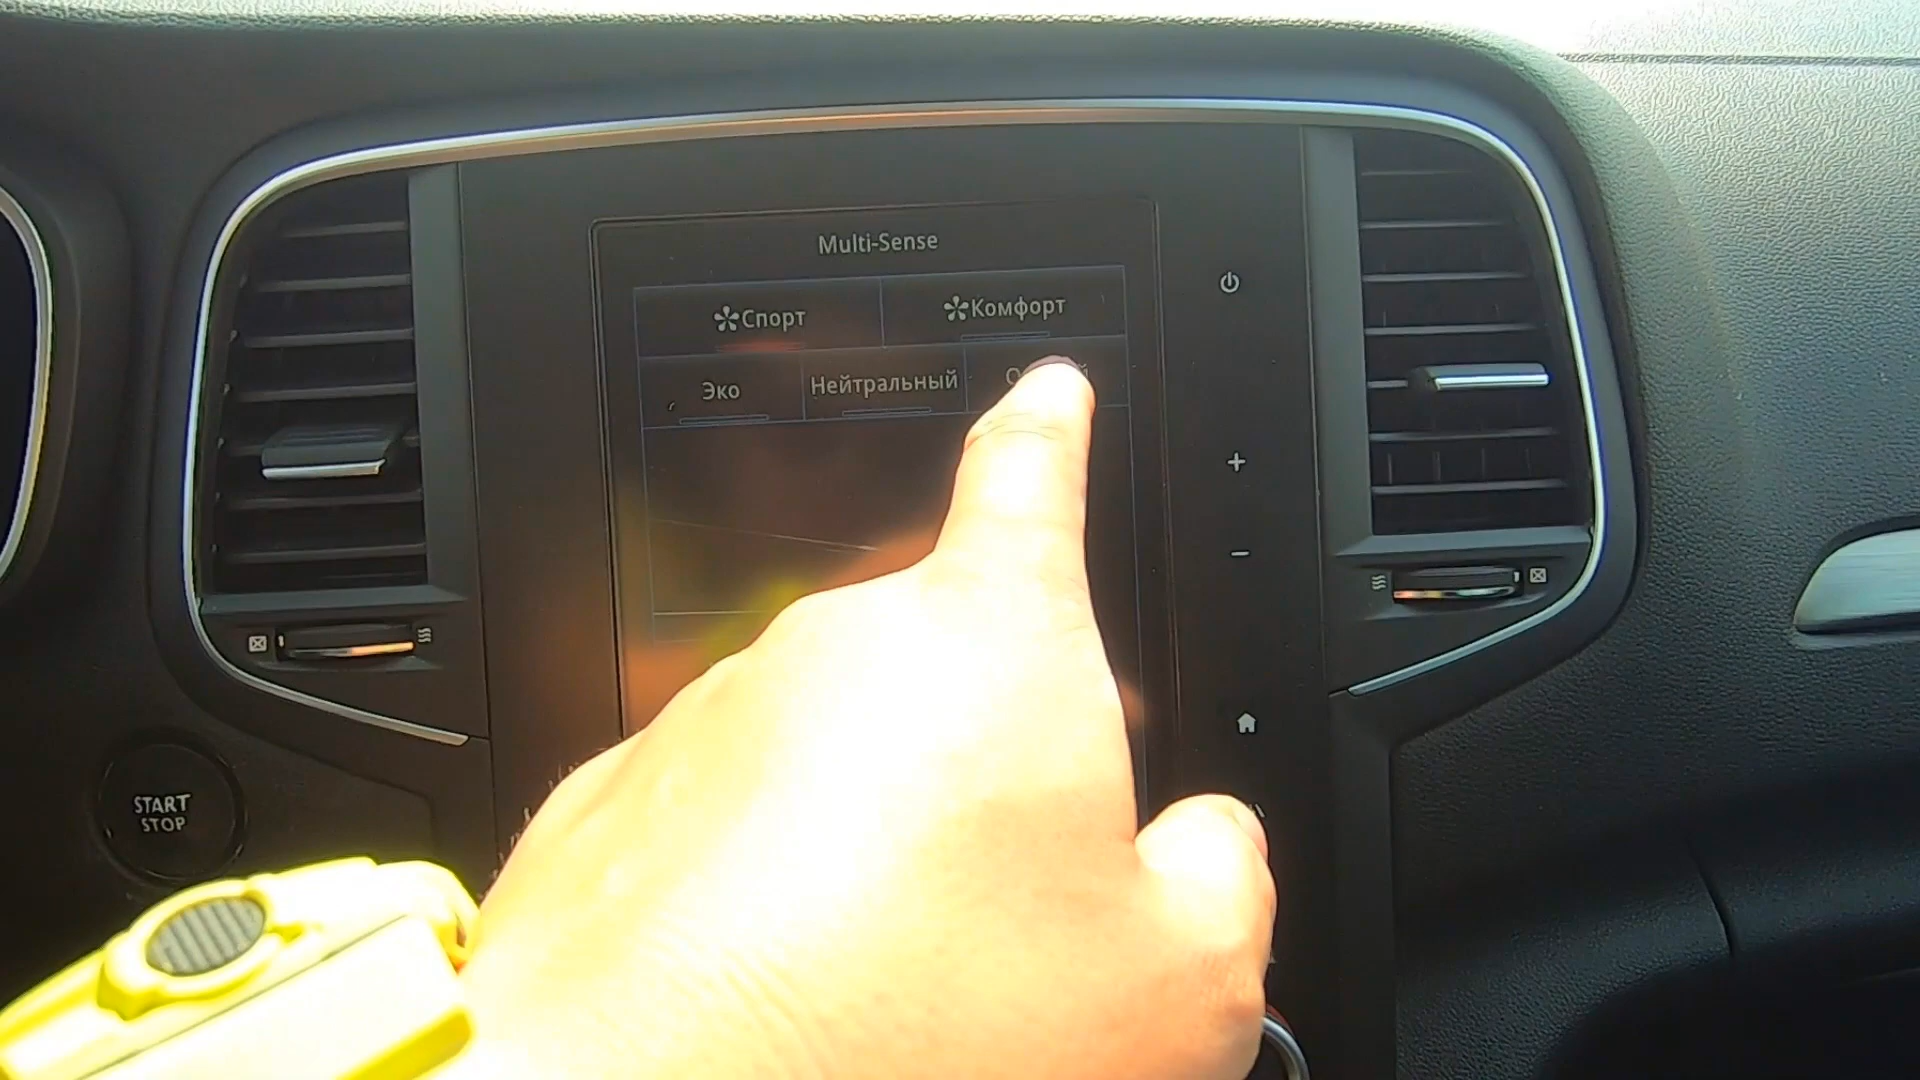 Multi-Sense
Спорт
Комфорт
Эко
Нейтральный
START
STOP